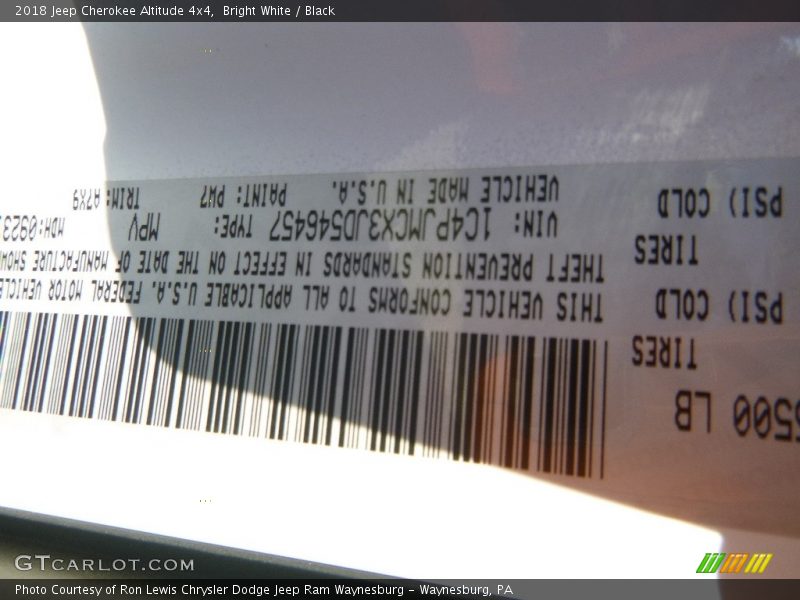 2018 Jeep Cherokee Altitude 4x4, Bright White / Black
5500 LB
TIRES
PSI) COLD
TIRES
PSI) COLD
THIS VEHICLE CONFORMS TO ALL APPLICABLE U.S.A. FEDERAL MOTOR VEHICLE
THEFT PREVENTION STANDARDS IN EFFECT ON THE DATE OF MANUFACTURE SHOWN
VIN: 1C4PJMCX3JD546457 TYPE: MPV MDH: 0923
VEHICLE MADE IN U.S.A. PAINT: PW7 TRIM: A7X9
GTCARLOT.COM
Photo Courtesy of Ron Lewis Chrysler Dodge Jeep Ram Waynesburg - Waynesburg, PA